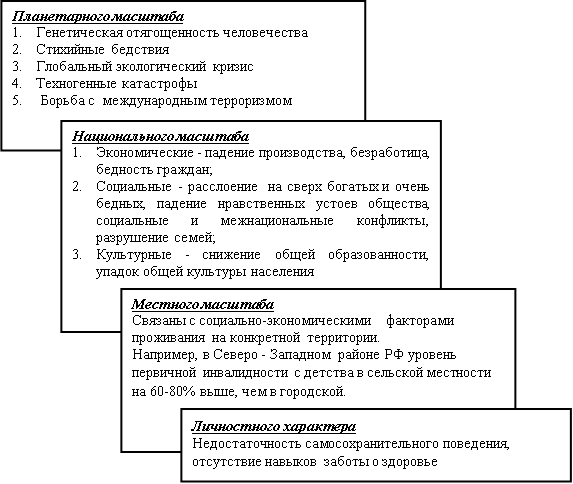 Планетарного масштаба
1. Генетическая отягощенность человечества
2. Стихийные бедствия
3. Глобальный экологический кризис
4. Техногенные катастрофы
5. Борьба с международным терроризмом
Национального масштаба
1. Экономические - падение производства, безработица,
бедность граждан;
2. Социальные - расслоение на сверх богатых и очень
бедных, падение нравственных устоев общества,
социальные и межнациональные конфликты,
разрушение семей;
3. Культурные - снижение общей образованности,
упадок общей культуры населения
Местного масштаба
Связаны с социально-экономическими факторами
проживания на конкретной территории.
Например, в Северо - Западном районе РФ уровень
первичной инвалидности с детства в сельской местности
на 60-80% выше, чем в городской.
Личностного характера
Недостаточность самосохранительного поведения,
отсутствие навыков заботы о здоровье